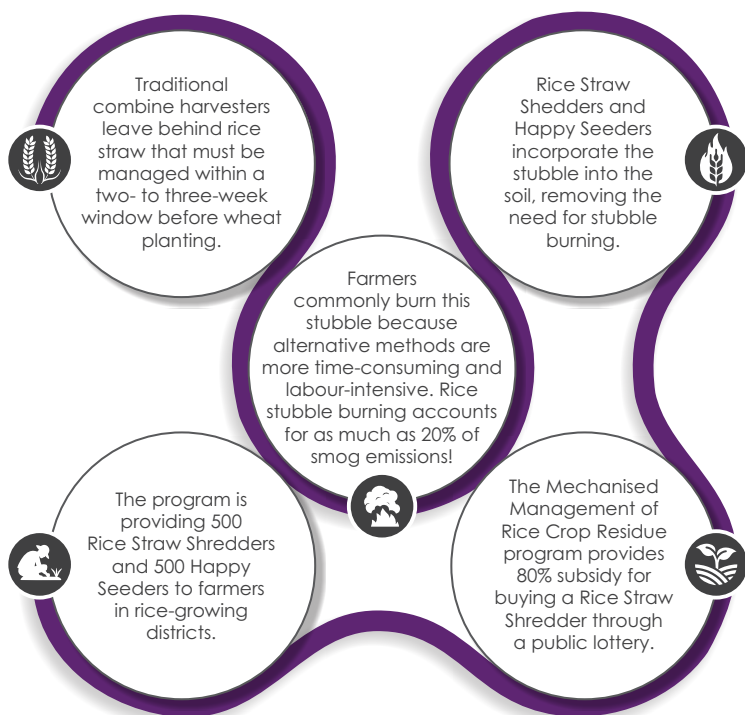 Traditional
combine harvesters
leave behind rice
straw that must be
managed within a
two- to three-week
window before wheat
planting.
Farmers
commonly burn this
stubble because
alternative methods are
more time-consuming and
labour-intensive. Rice
stubble burning accounts
for as much as 20% of
smog emissions!
Rice Straw
Shedders and
Happy Seeders
incorporate the
stubble into the
soil, removing the
need for stubble
burning.
The Mechanised
Management of
Rice Crop Residue
program provides
80% subsidy for
buying a Rice Straw
Shredder through
a public lottery.
The program is
providing 500
Rice Straw Shredders
and 500 Happy
Seeders to farmers
in rice-growing
districts.